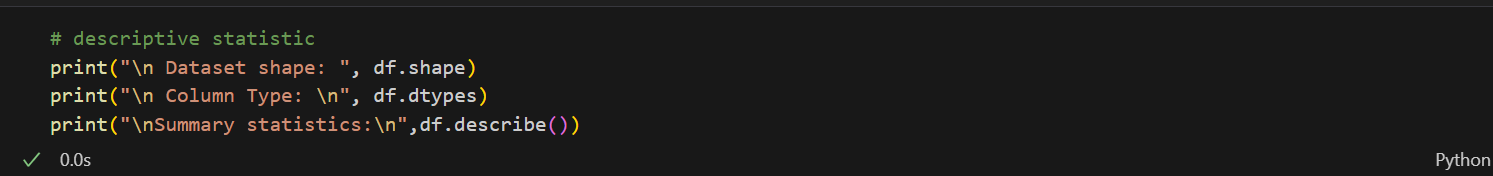 # descriptive statistic
print("\n Dataset shape: ", df.shape)
print("\n Column Type: \n", df.dtypes)
print("\nSummary statistics:\n",df.describe())
0.0s
Python